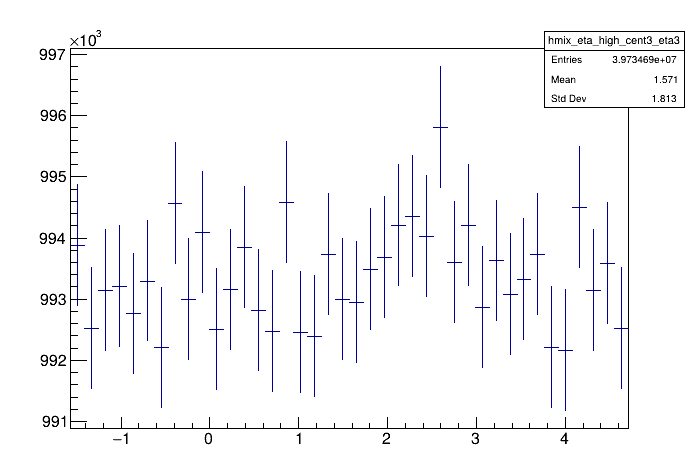 ×10³
hmix_eta_high_cent3_eta3
Entries 3.973469e+07
Mean 1.571
Std Dev 1.813
997
996
995
994
993
992
991
−1 0 1 2 3 4